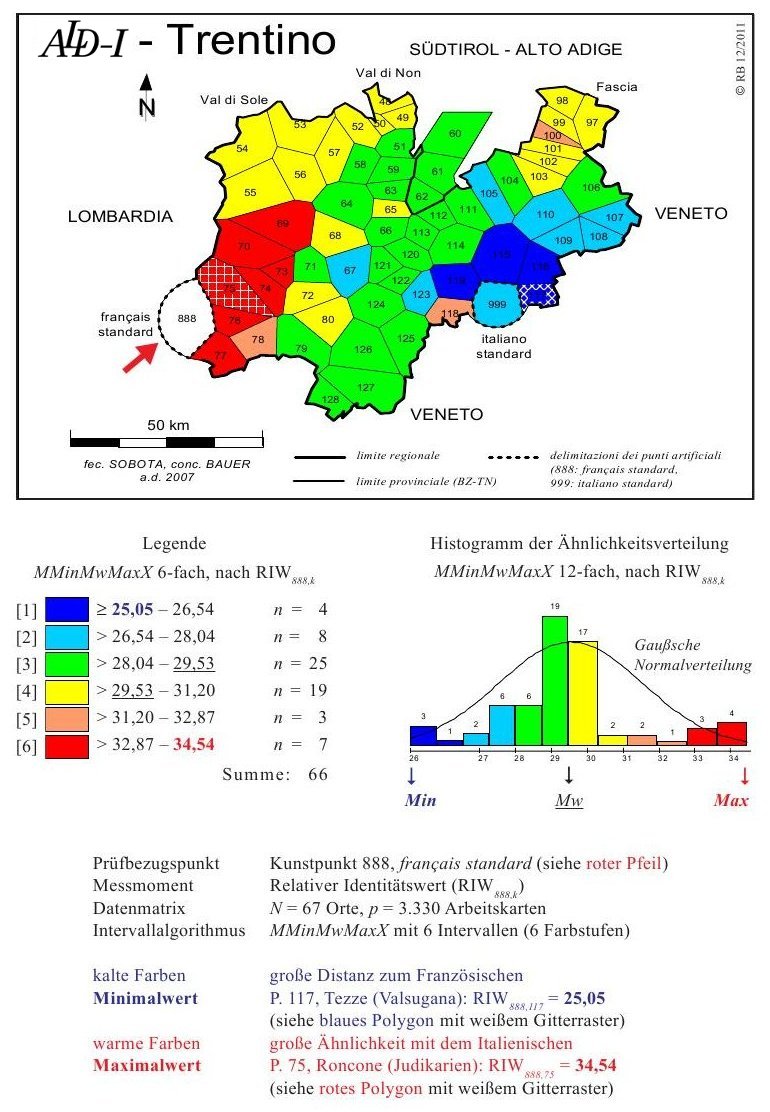 ALD-I - Trentino
SÜDTIROL - ALTO ADIGE
© RB 12/2011
N
Val di Sole
Val di Non
Fascia
LOMBARDIA
VENETO
48
49
50
51
52
53
54
55
56
57
58
59
60
61
62
63
64
65
66
67
68
69
70
71
72
73
74
75
76
77
78
79
80
97
98
99
100
101
102
103
104
105
106
107
108
109
110
111
112
113
114
115
116
118
119
120
121
122
123
124
125
126
127
128
888
999
français
standard
italiano
standard
VENETO
50 km
fec. SOBOTA, conc. BAUER
a.d. 2007
limite regionale
limite provinciale (BZ-TN)
delimitazioni dei punti artificiali
(888: français standard,
999: italiano standard)
Legende
MMinMwMaxX 6-fach, nach RIW888,k
[1] ≥ 25,05 – 26,54 n = 4
[2] > 26,54 – 28,04 n = 8
[3] > 28,04 – 29,53 n = 25
[4] > 29,53 – 31,20 n = 19
[5] > 31,20 – 32,87 n = 3
[6] > 32,87 – 34,54 n = 7
Summe: 66
Histogramm der Ähnlichkeitsverteilung
MMinMwMaxX 12-fach, nach RIW888,k
Gaußsche
Normalverteilung
3 1 2 6 6 19 17 2 2 1 3 4
26 27 28 29 30 31 32 33 34
Min Mw Max
Prüfbezugspunkt Kunstpunkt 888, français standard (siehe roter Pfeil)
Messmoment Relativer Identitätswert (RIW888,k)
Datenmatrix N = 67 Orte, p = 3.330 Arbeitskarten
Intervallalgorithmus MMinMwMaxX mit 6 Intervallen (6 Farbstufen)
kalte Farben große Distanz zum Französischen
Minimalwert P. 117, Tezze (Valsugana): RIW888,117 = 25,05
(siehe blaues Polygon mit weißem Gitterraster)
warme Farben große Ähnlichkeit mit dem Italienischen
Maximalwert P. 75, Roncone (Judikarien): RIW888,75 = 34,54
(siehe rotes Polygon mit weißem Gitterraster)